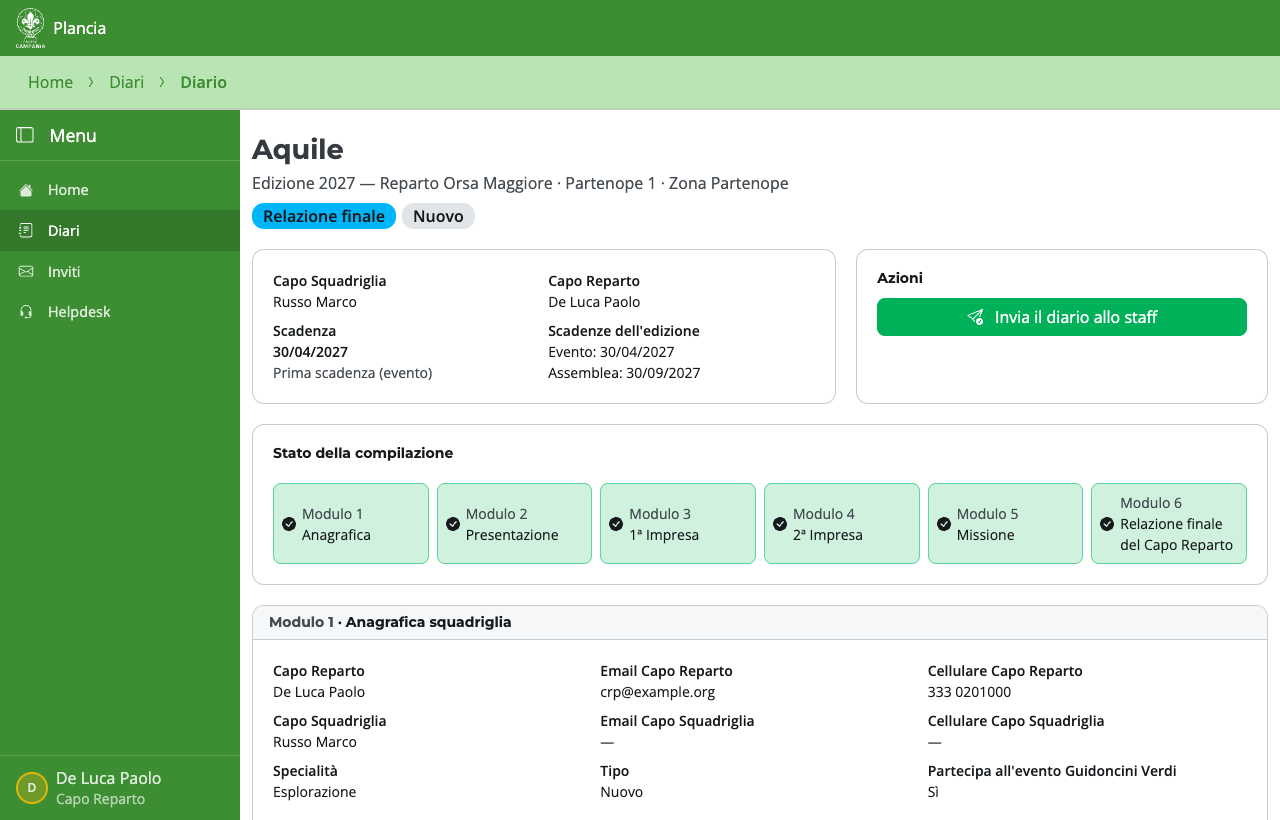 CAMPANIA
Plancia
Home
Diari
Diario
Menu
Home
Diari
Inviti
Helpdesk
D
De Luca Paolo
Capo Reparto
Aquile
Edizione 2027 — Reparto Orsa Maggiore · Partenope 1 · Zona Partenope
Relazione finale
Nuovo
Capo Squadriglia
Russo Marco
Capo Reparto
De Luca Paolo
Scadenza
30/04/2027
Prima scadenza (evento)
Scadenze dell'edizione
Evento: 30/04/2027
Assemblea: 30/09/2027
Azioni
Invia il diario allo staff
Stato della compilazione
Modulo 1
Anagrafica
Modulo 2
Presentazione
Modulo 3
1ª Impresa
Modulo 4
2ª Impresa
Modulo 5
Missione
Modulo 6
Relazione finale
del Capo Reparto
Modulo 1 · Anagrafica squadriglia
Capo Reparto
De Luca Paolo
Email Capo Reparto
crp@example.org
Cellulare Capo Reparto
333 0201000
Capo Squadriglia
Russo Marco
Email Capo Squadriglia
—
Cellulare Capo Squadriglia
—
Specialità
Esplorazione
Tipo
Nuovo
Partecipa all'evento Guidoncini Verdi
Sì